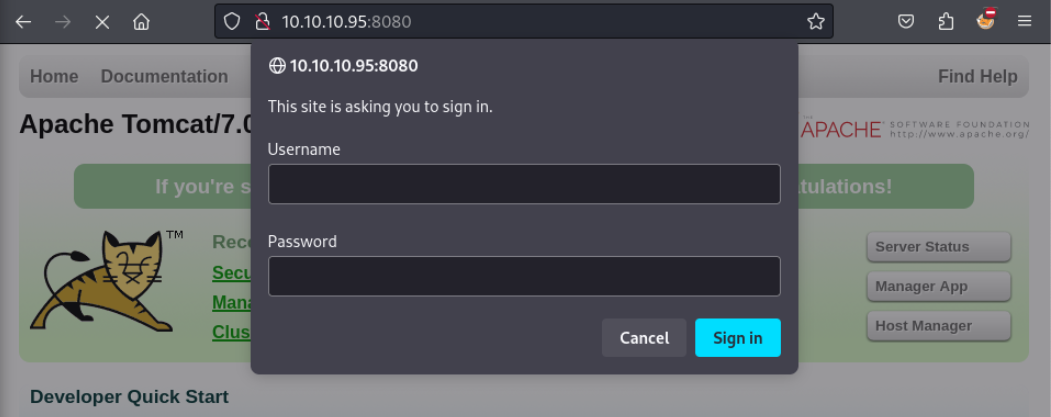 10.10.10.95:8080
10.10.10.95:8080
This site is asking you to sign in.
Username
Password
Cancel Sign in
Home Documentation Find Help
Apache Tomcat/7.0
APACHE SOFTWARE FOUNDATION
http://www.apache.org/
If you're s tulations!
TM
Rec
Secu
Mana
Clus
Server Status
Manager App
Host Manager
Developer Quick Start